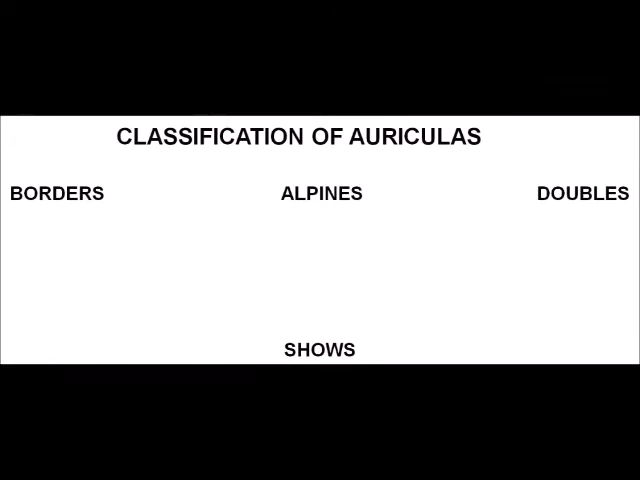 CLASSIFICATION OF AURICULAS
BORDERS ALPINES DOUBLES
SHOWS